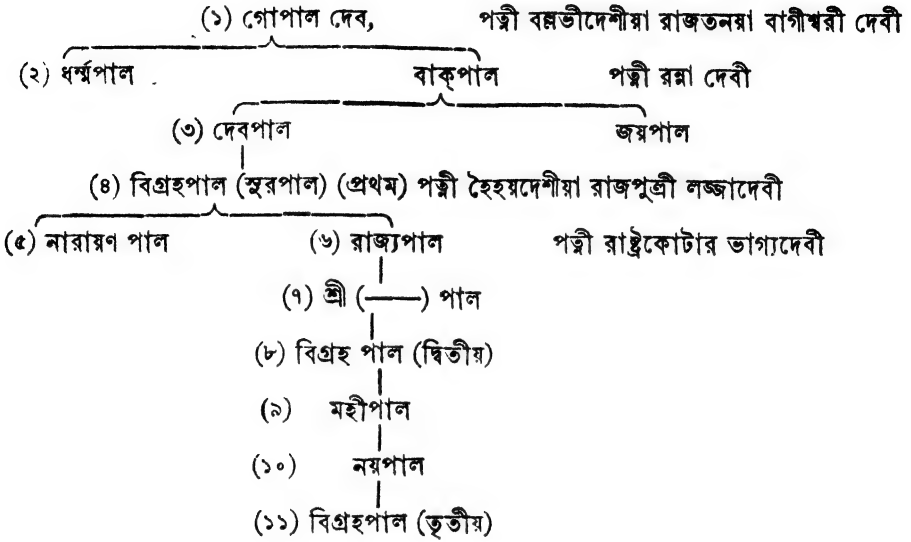 (১) গোপাল দেব, পত্নী বল্লভীদেশীয়া রাজতনয়া বাগীশ্বরী দেবী
(২) ধর্ম্মপাল বাক্‌পাল পত্নী রন্না দেবী
(৩) দেবপাল জয়পাল
(৪) বিগ্রহপাল (সুরপাল) (প্রথম) পত্নী হৈহয়দেশীয়া রাজপুত্রী লজ্জাদেবী
(৫) নারায়ণ পাল (৬) রাজ্যপাল পত্নী রাষ্ট্রকোটার ভাগ্যদেবী
(৭) শ্রী (——) পাল
(৮) বিগ্রহ পাল (দ্বিতীয়)
(৯) মহীপাল
(১০) নয়পাল
(১১) বিগ্রহপাল (তৃতীয়)